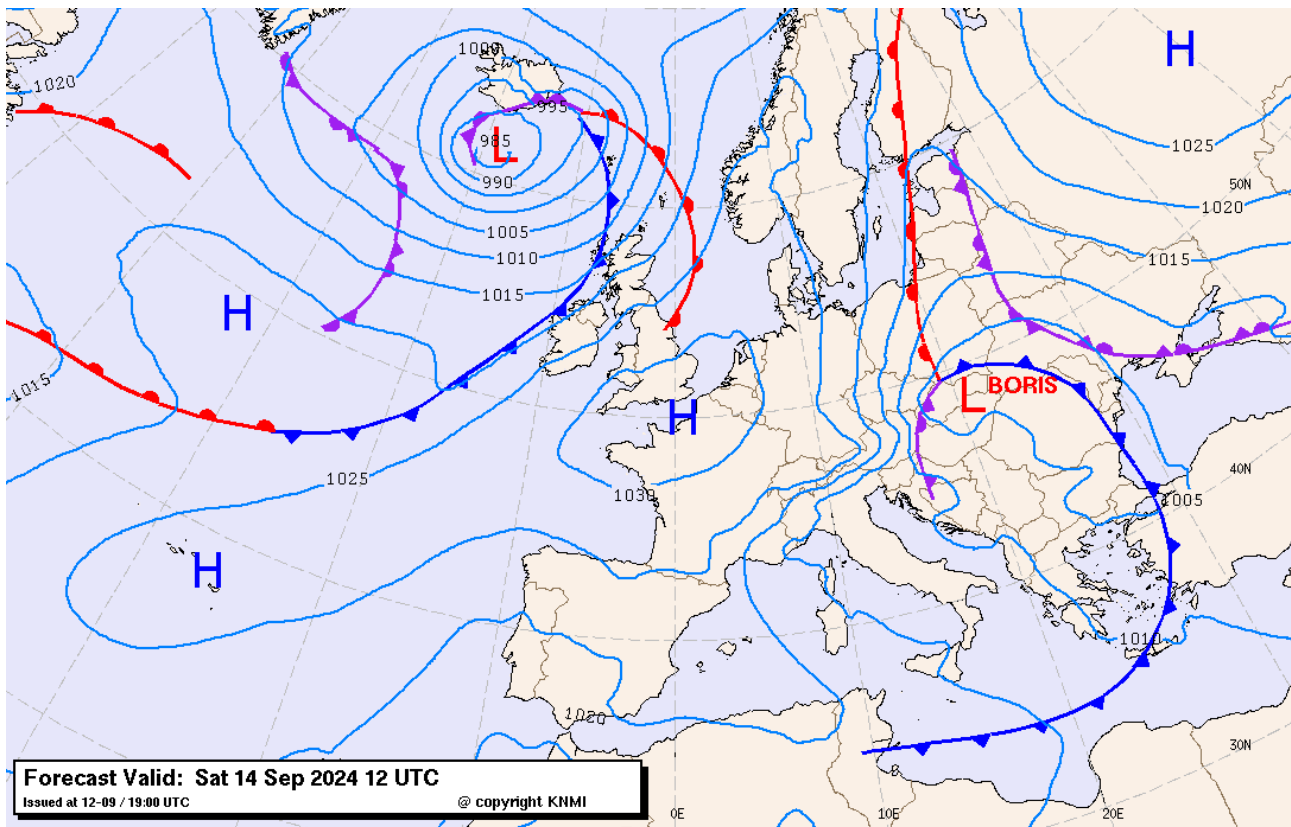 H
1000
1020
995
985
L
1025
990
50N
1020
1005
1010
1015
1015
H
1015
BORIS
L
H
40N
1025
1030
1005
H
1010
1020
30N
Forecast Valid: Sat 14 Sep 2024 12 UTC
Issued at 12-09 / 19:00 UTC @ copyright KNMI
0E 10E 20E